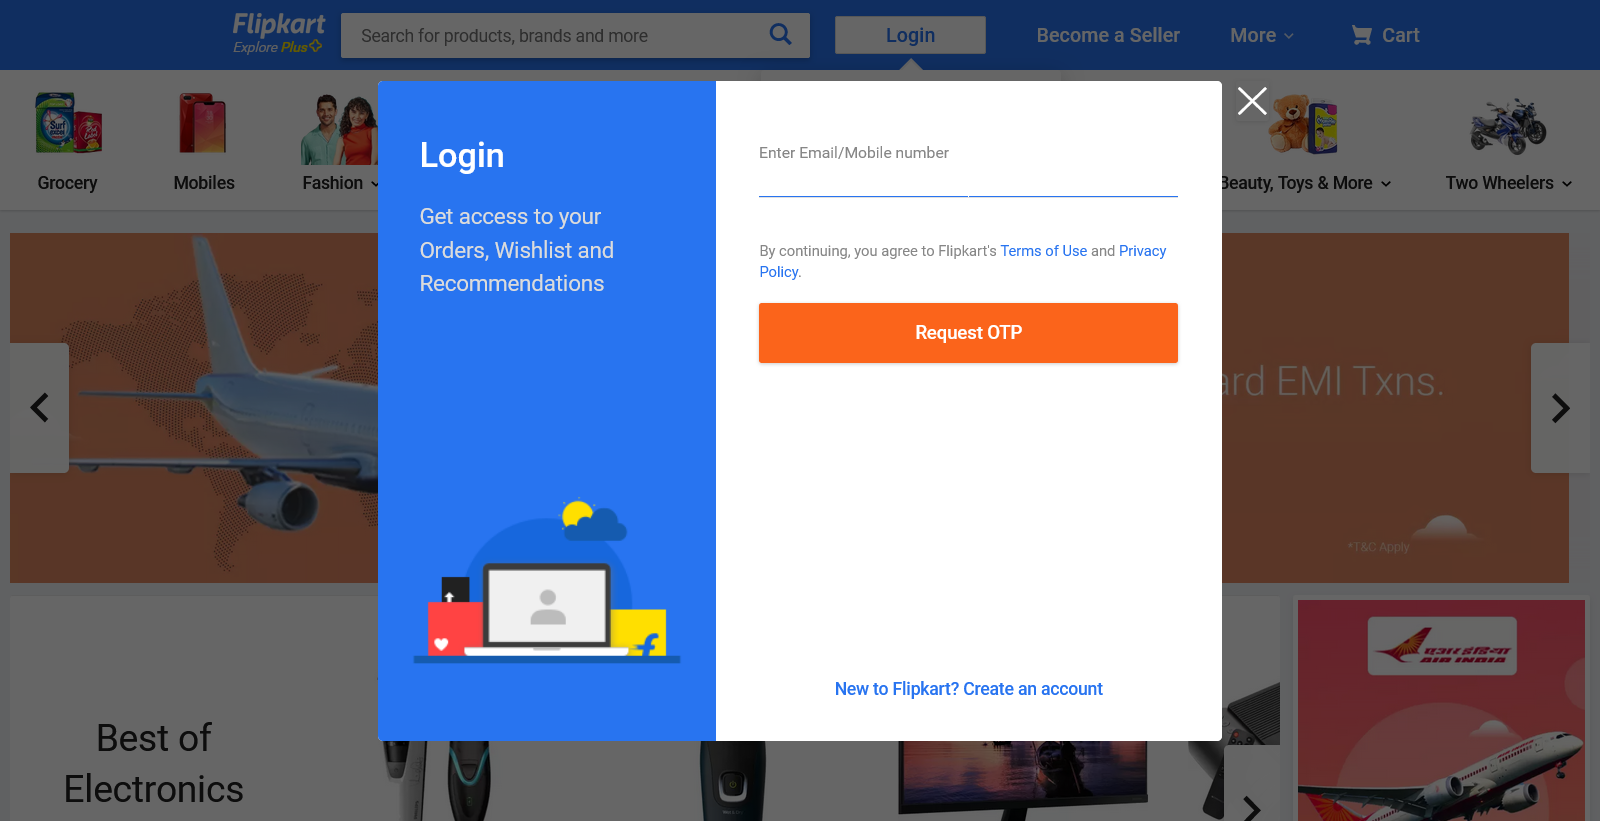 Flipkart
Explore Plus
Search for products, brands and more
Login
Become a Seller
More
Cart
Surf
excel
Grocery
Mobiles
Fashion
Beauty, Toys & More
Two Wheelers
Login
Get access to your
Orders, Wishlist and
Recommendations
Enter Email/Mobile number
By continuing, you agree to Flipkart's Terms of Use and Privacy
Policy.
Request OTP
New to Flipkart? Create an account
ard EMI Txns.
*T&C Apply
एअर इंडिया
AIR INDIA
Best of
Electronics